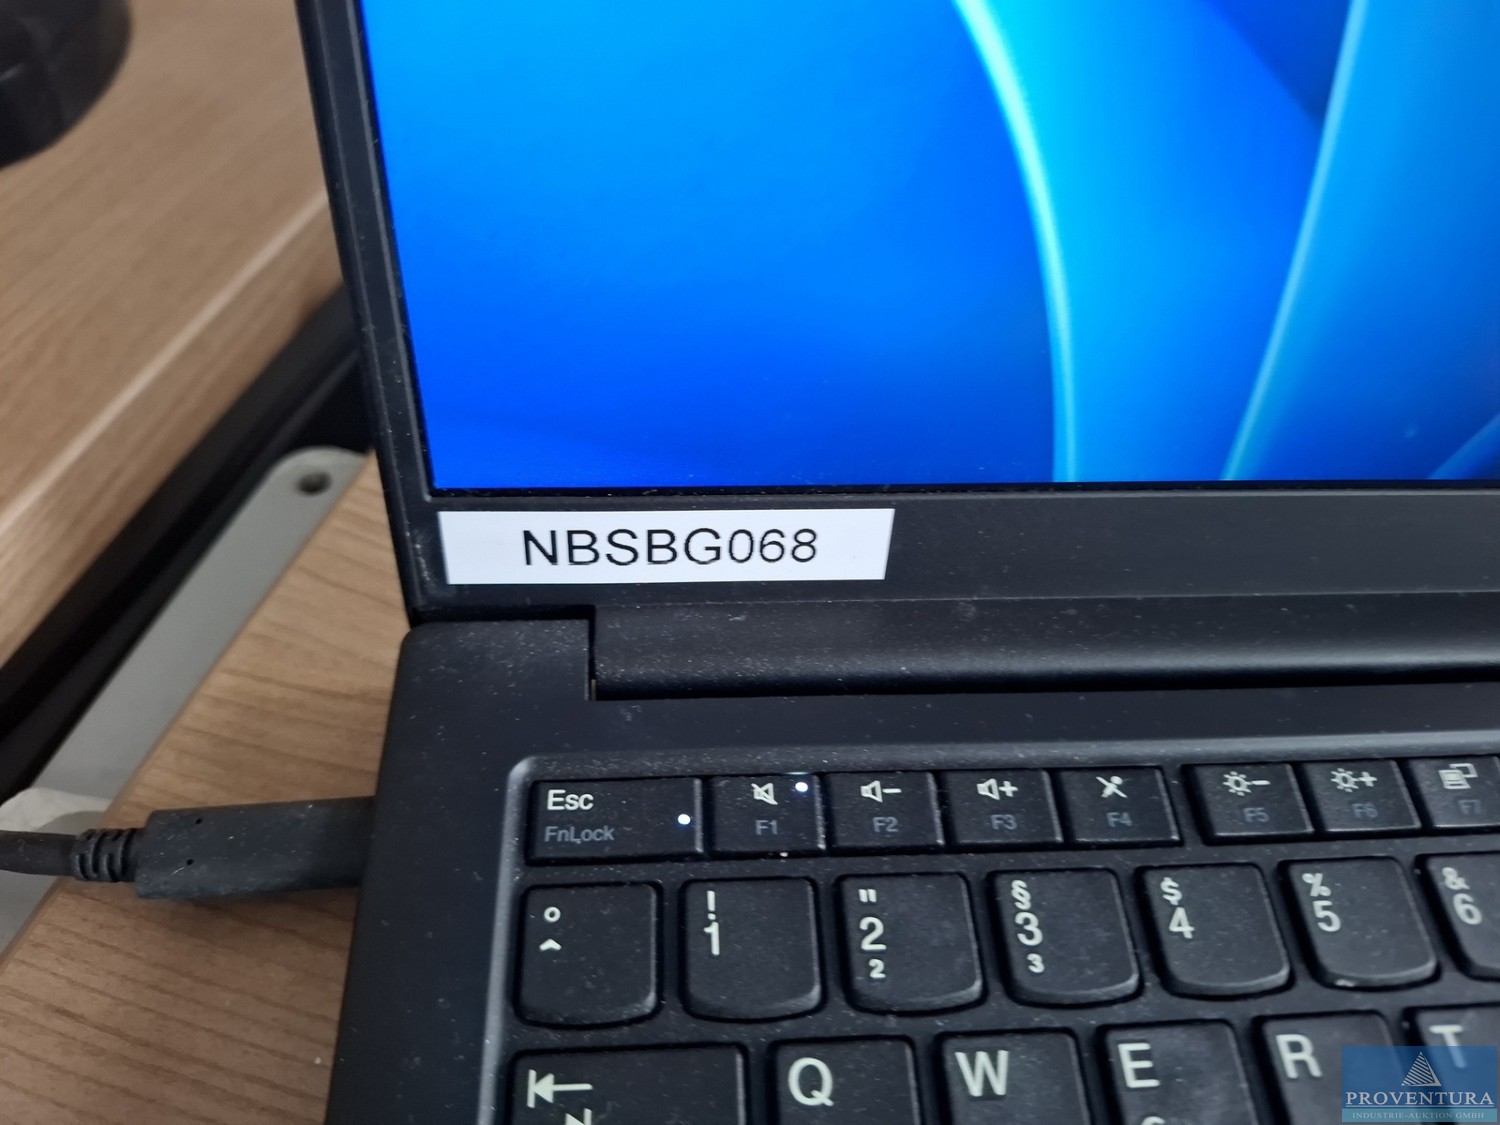 NBSBG068
Esc
FnLock
F1
F2
F3
F4
F5
F6
F7
°
^
!
1
"
2
²
§
3
³
$
4
%
5
&
6
Q
W
E
R
T
PROVENTURA
INDUSTRIE-AUKTION GMBH